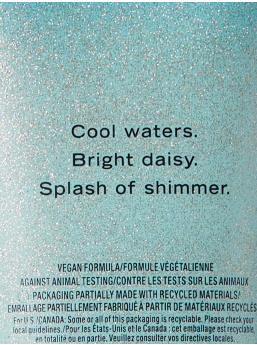 Cool waters.
Bright daisy.
Splash of shimmer.
VEGAN FORMULA/FORMULE VÉGÉTALIENNE
AGAINST ANIMAL TESTING/CONTRE LES TESTS SUR LES ANIMAUX
PACKAGING PARTIALLY MADE WITH RECYCLED MATERIALS/
EMBALLAGE PARTIELLEMENT FABRIQUÉ À PARTIR DE MATÉRIAUX RECYCLÉS
For U.S./CANADA: Some or all of this packaging is recyclable. Please check your
local guidelines./Pour les États-Unis et le Canada : cet emballage est recyclable,
en totalité ou en partie. Veuillez consulter vos directives locales.